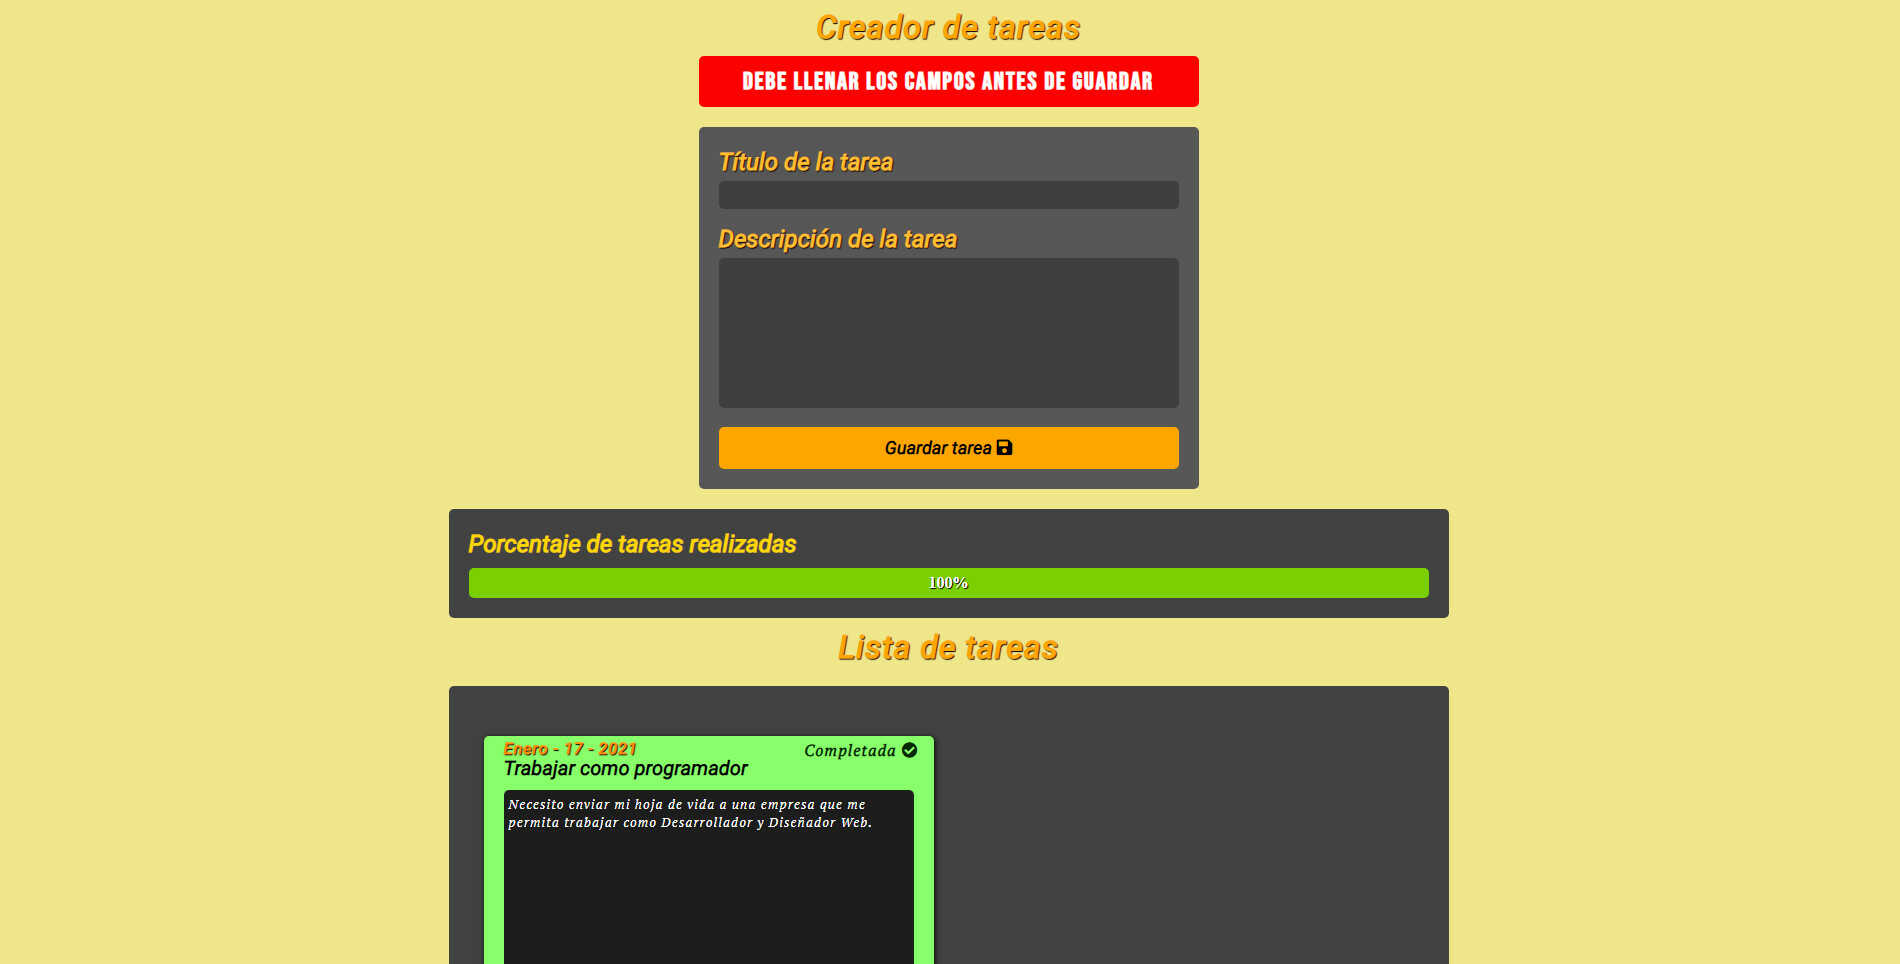 Creador de tareas
DEBE LLENAR LOS CAMPOS ANTES DE GUARDAR
Título de la tarea
Descripción de la tarea
Guardar tarea
Porcentaje de tareas realizadas
100%
Lista de tareas
Enero - 17 - 2021
Completada
Trabajar como programador
Necesito enviar mi hoja de vida a una empresa que me
permita trabajar como Desarrollador y Diseñador Web.